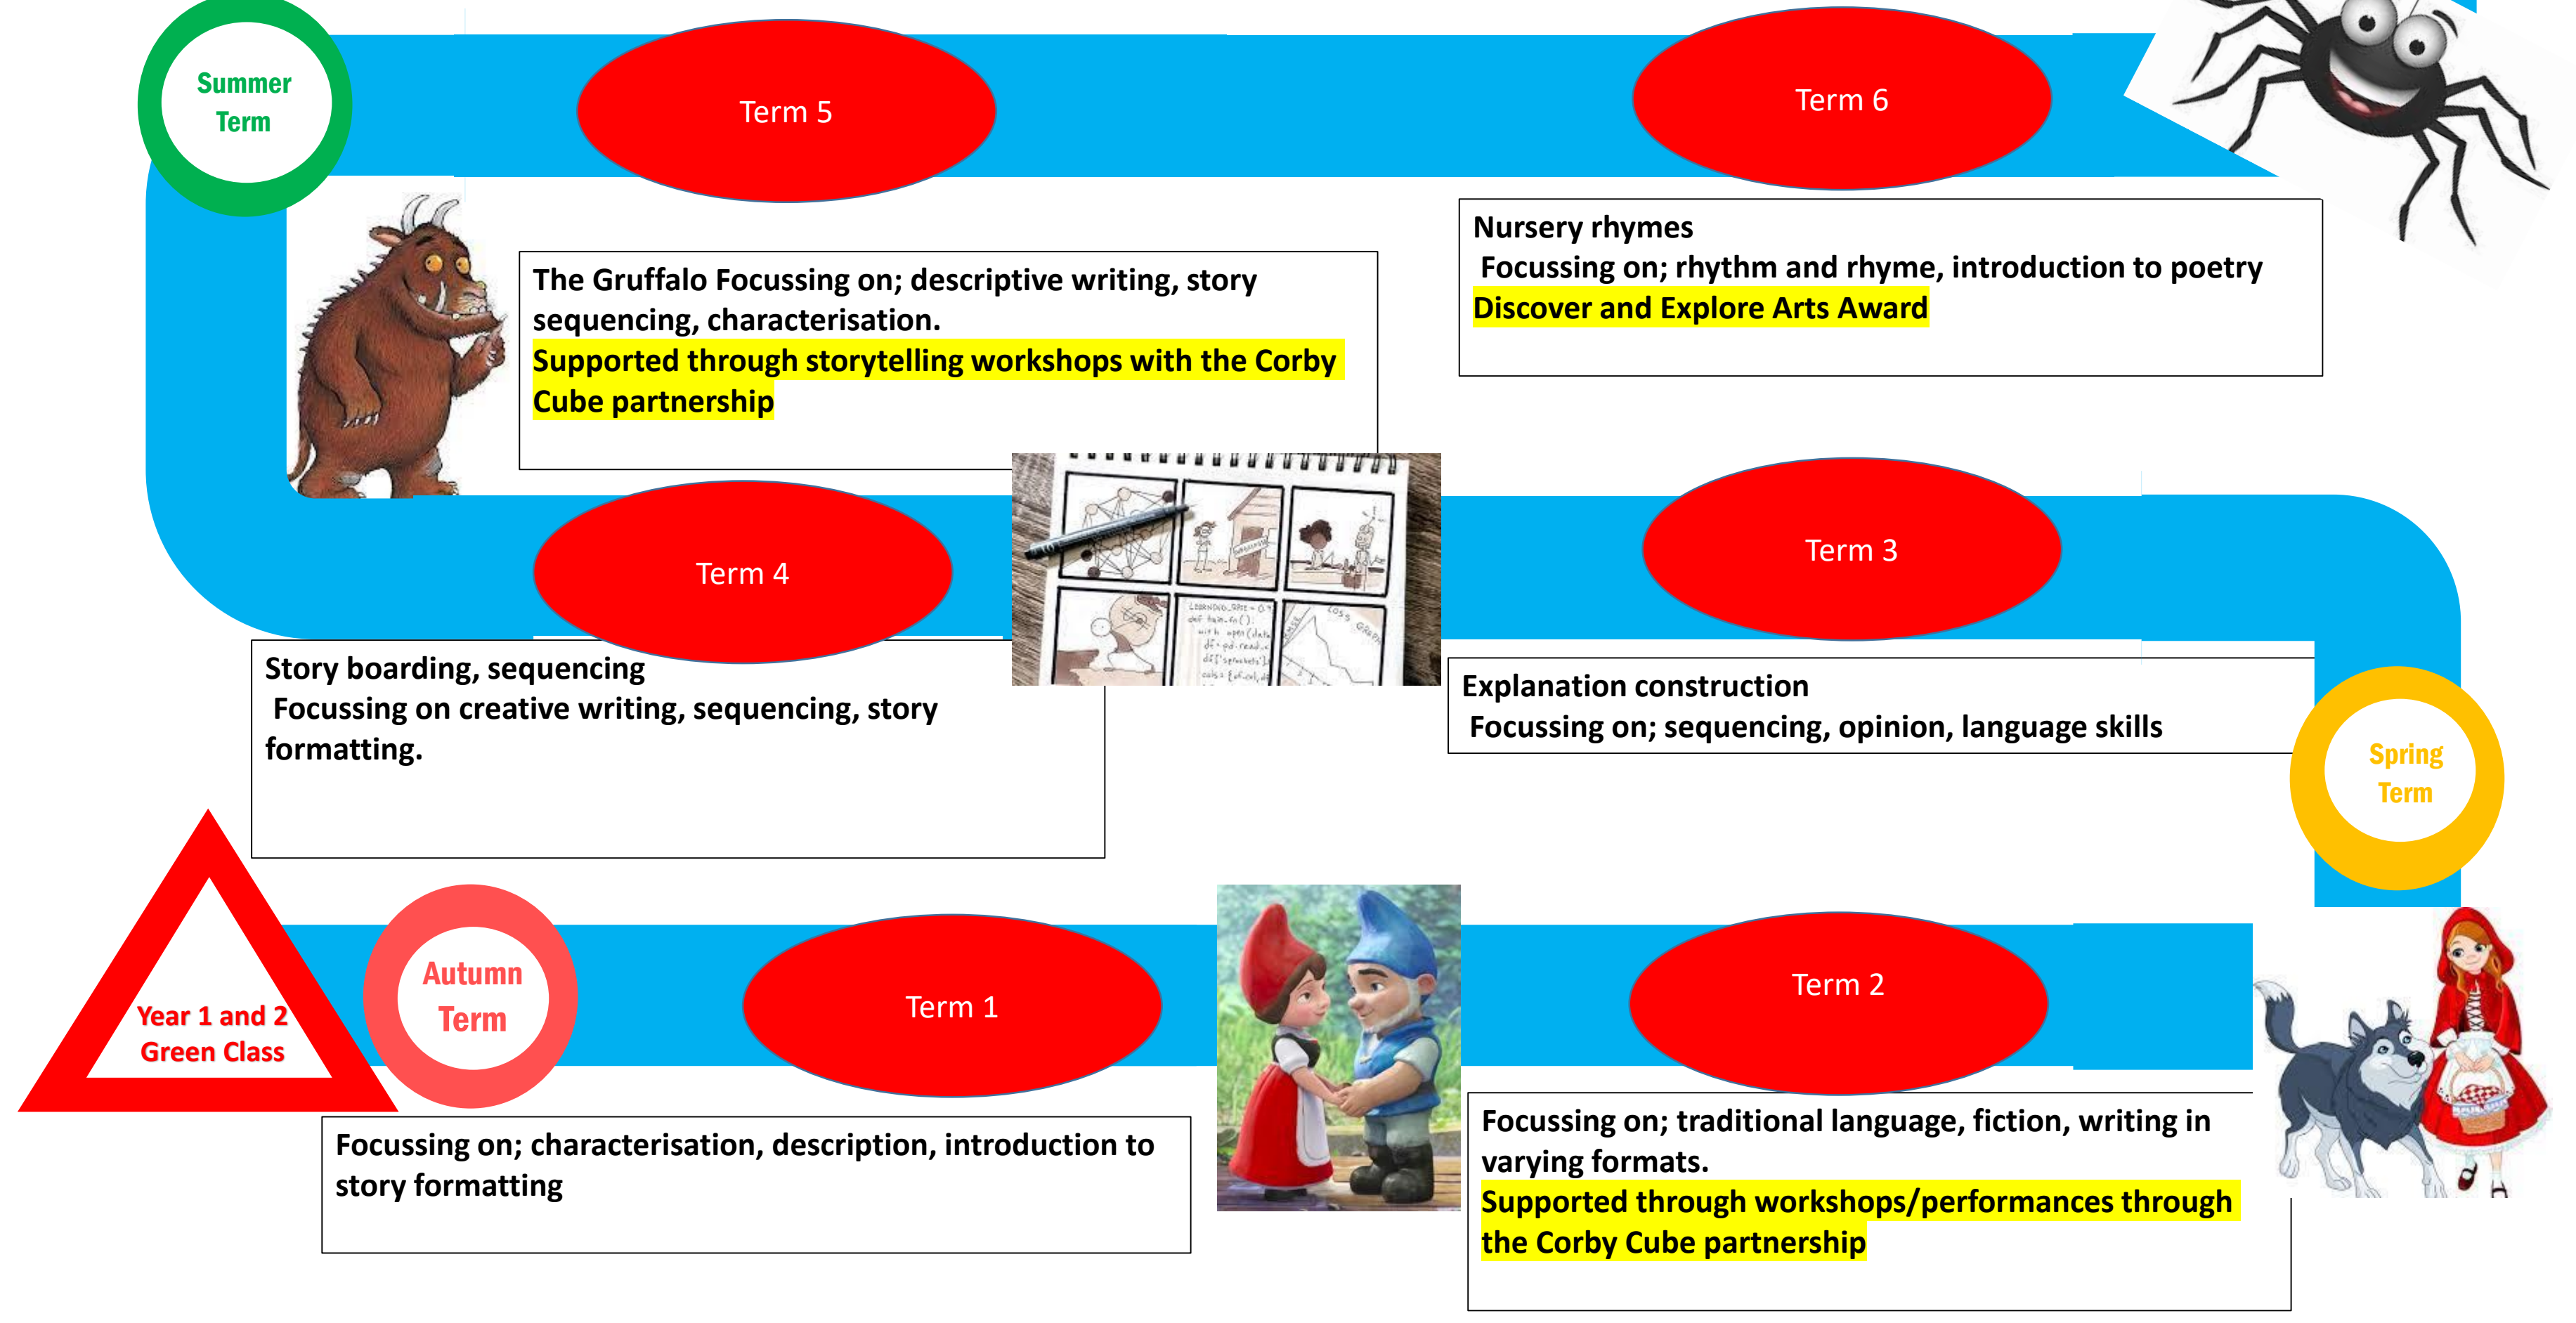 Summer
Term
Term 5
Term 6
The Gruffalo Focussing on; descriptive writing, story
sequencing, characterisation.
Supported through storytelling workshops with the Corby
Cube partnership
Nursery rhymes
Focussing on; rhythm and rhyme, introduction to poetry
Discover and Explore Arts Award
Term 4
Term 3
Story boarding, sequencing
Focussing on creative writing, sequencing, story
formatting.
Explanation construction
Focussing on; sequencing, opinion, language skills
Spring
Term
Year 1 and 2
Green Class
Autumn
Term
Term 1
Term 2
Focussing on; characterisation, description, introduction to
story formatting
Focussing on; traditional language, fiction, writing in
varying formats.
Supported through workshops/performances through
the Corby Cube partnership